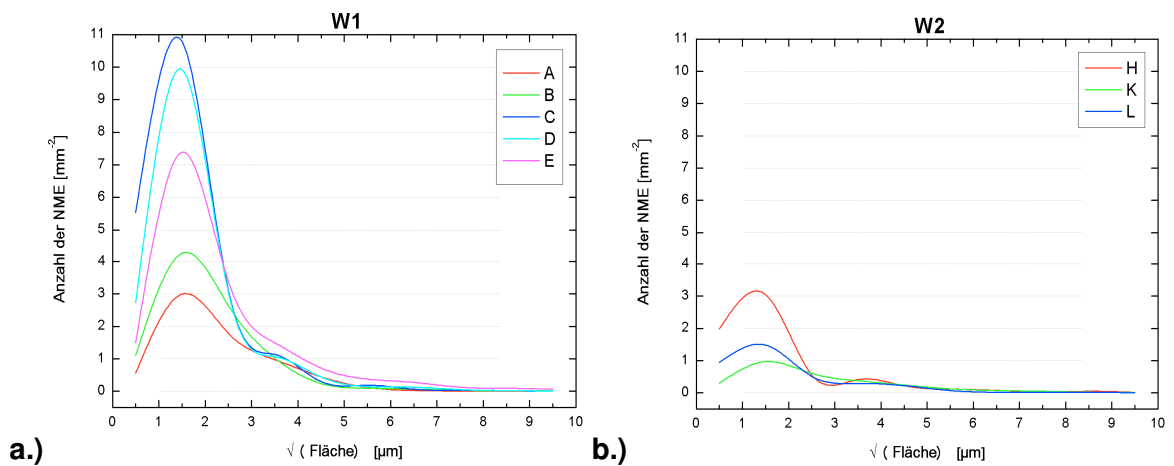 W1
11
10
9
8
7
6
5
4
3
2
1
0
Anzahl der NME [mm⁻²]
A
B
C
D
E
0 1 2 3 4 5 6 7 8 9 10
√ ( Fläche) [µm]
a.)
W2
11
10
9
8
7
6
5
4
3
2
1
0
Anzahl der NME [mm⁻²]
H
K
L
0 1 2 3 4 5 6 7 8 9 10
√ ( Fläche) [µm]
b.)